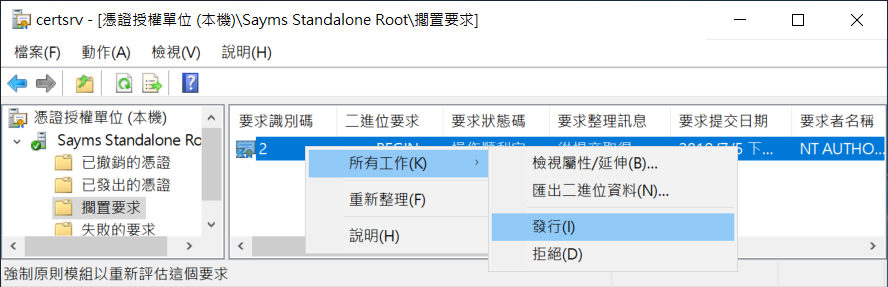 certsrv - [憑證授權單位 (本機)\Sayms Standalone Root\擱置要求]
檔案(F) 動作(A) 檢視(V) 說明(H)
憑證授權單位 (本機)
Sayms Standalone Ro
已撤銷的憑證
已發出的憑證
擱置要求
失敗的要求
要求識別碼 二進位要求 要求狀態碼 要求整理訊息 要求提交日期 要求者名稱
2 BEGIN 操作順利完 從提交取得 2019/7/5 下... NT AUTHO...
所有工作(K)
重新整理(F)
說明(H)
檢視屬性/延伸(B)...
匯出二進位資料(N)...
發行(I)
拒絕(D)
強制原則模組以重新評估這個要求